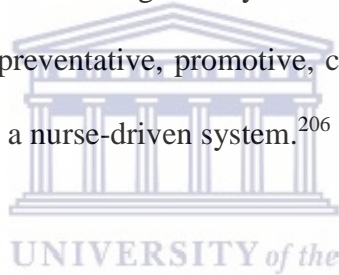 preventative, promotive, c
a nurse-driven system.206
UNIVERSITY of the